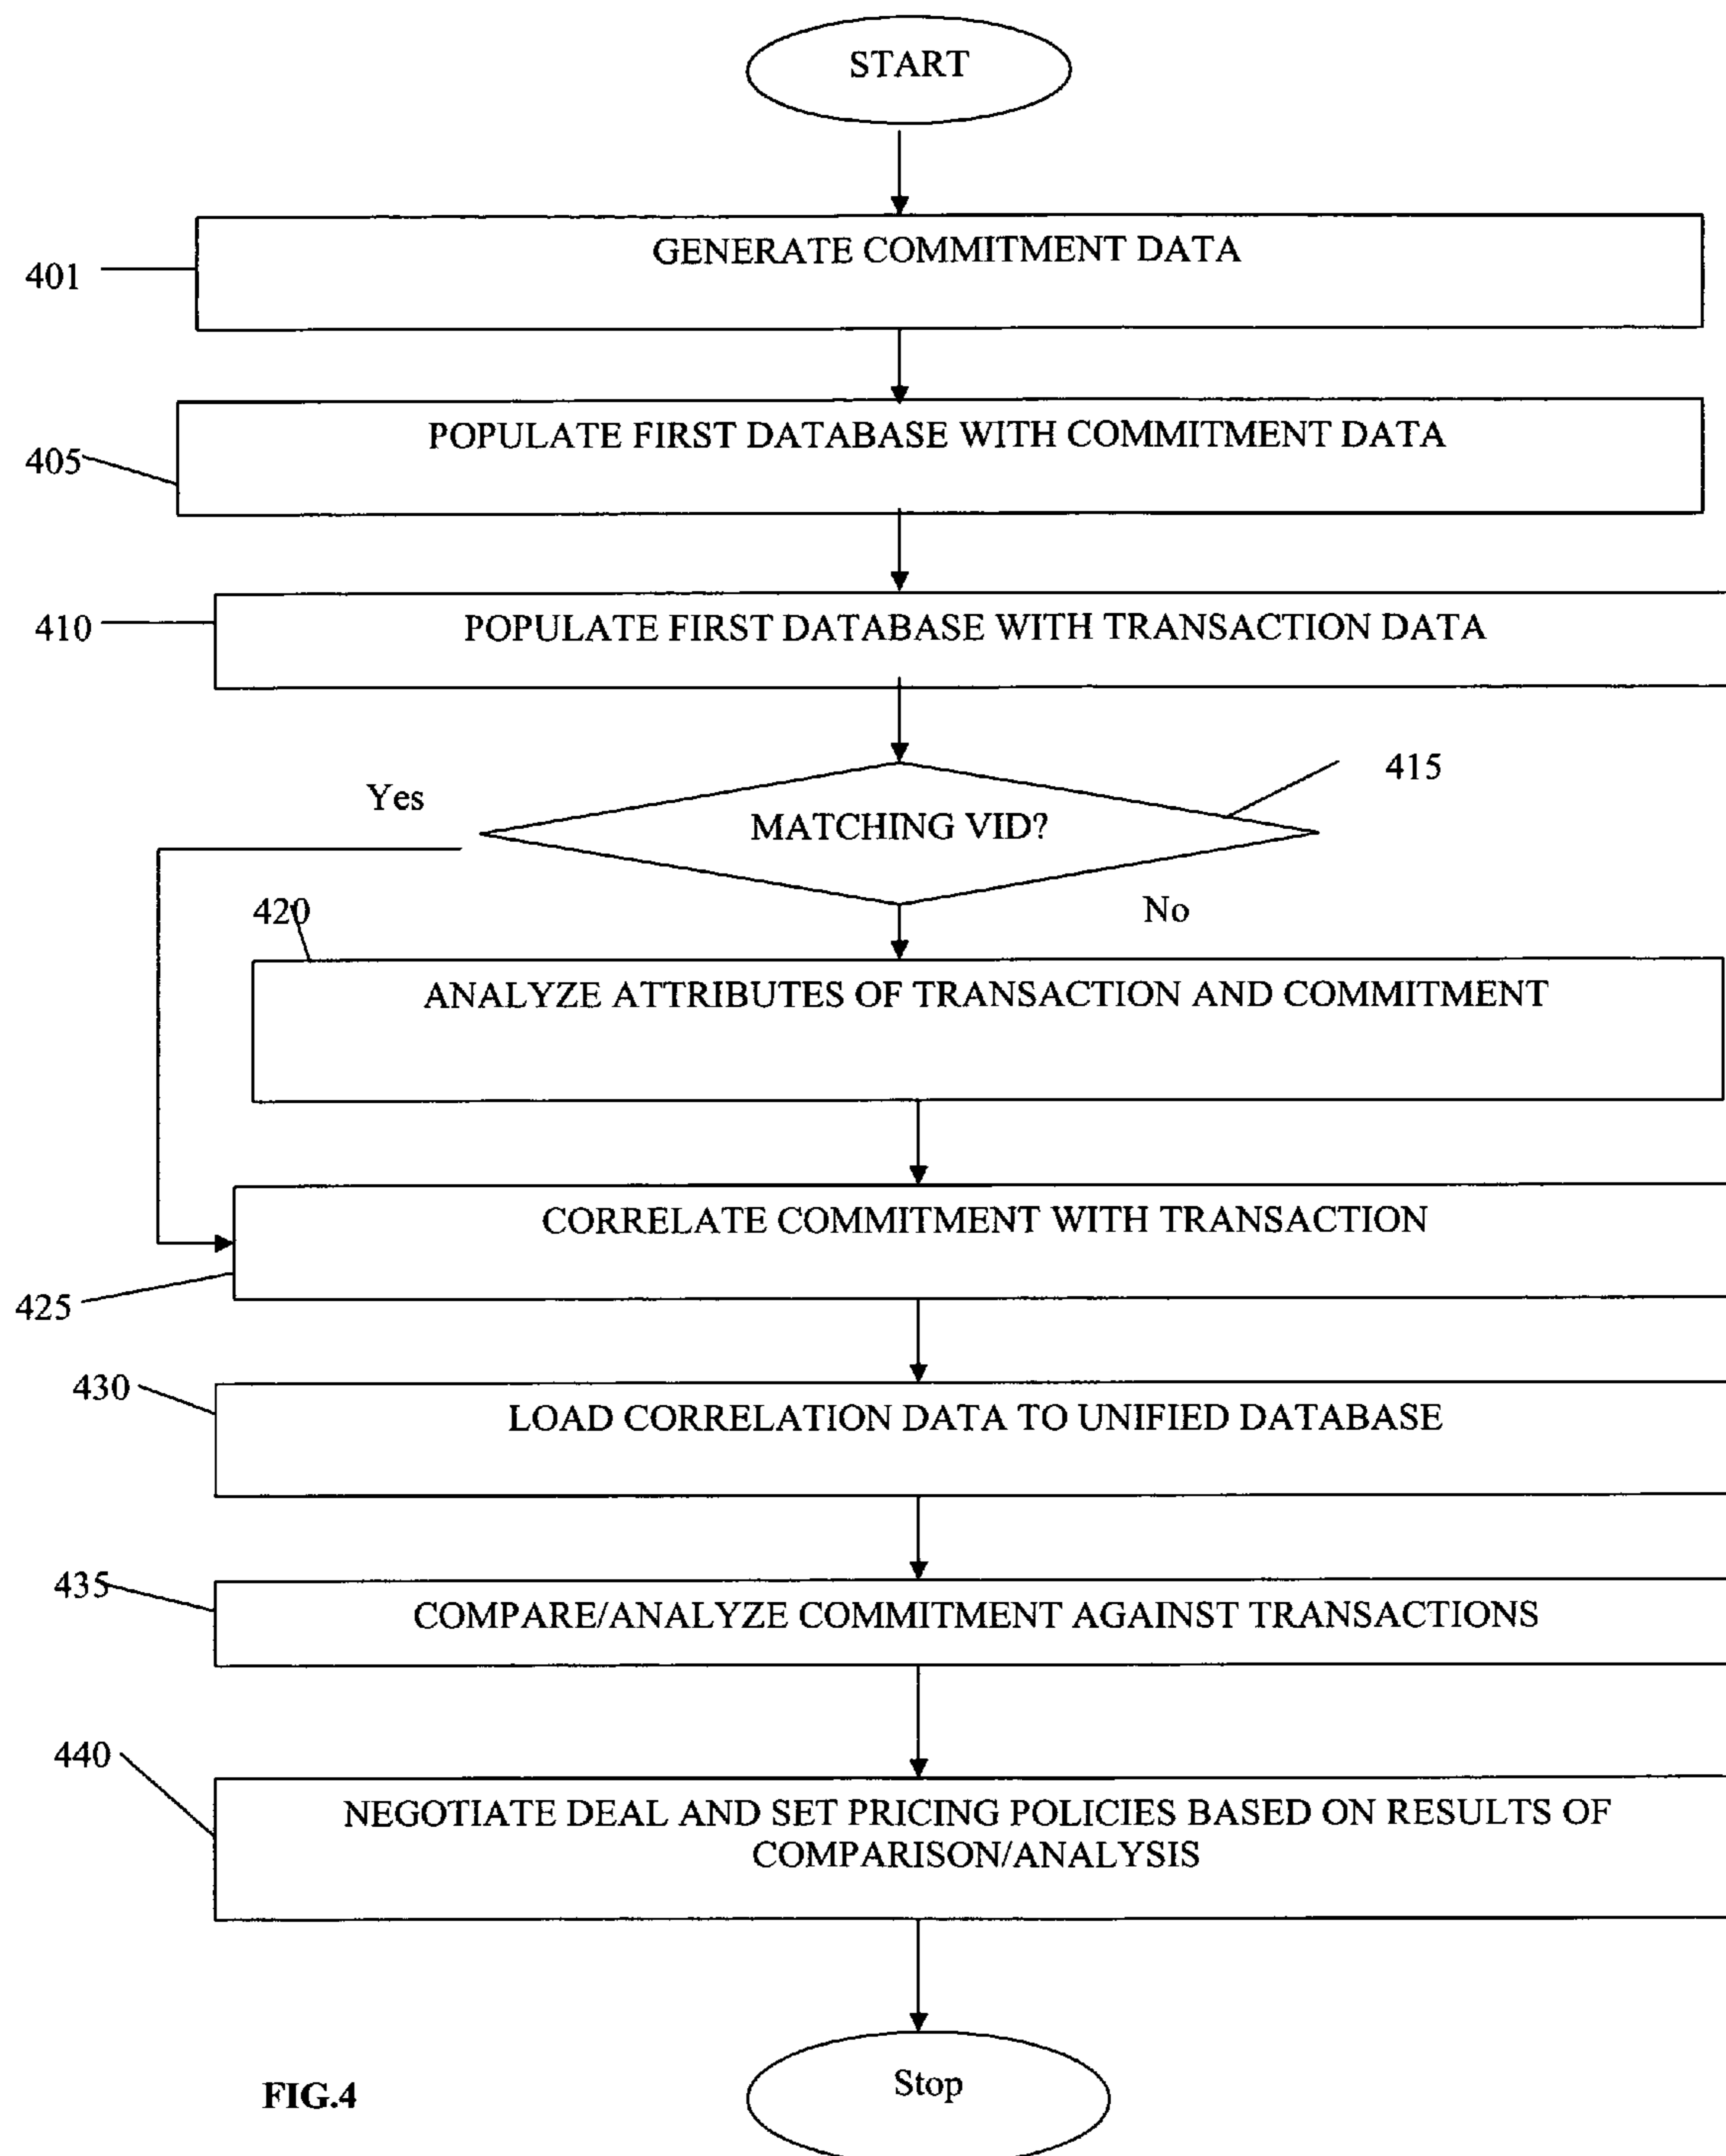 START
GENERATE COMMITMENT DATA
401
POPULATE FIRST DATABASE WITH COMMITMENT DATA
405
POPULATE FIRST DATABASE WITH TRANSACTION DATA
410
415
Yes
MATCHING VID?
No
420
ANALYZE ATTRIBUTES OF TRANSACTION AND COMMITMENT
CORRELATE COMMITMENT WITH TRANSACTION
425
430
LOAD CORRELATION DATA TO UNIFIED DATABASE
435
COMPARE/ANALYZE COMMITMENT AGAINST TRANSACTIONS
440
NEGOTIATE DEAL AND SET PRICING POLICIES BASED ON RESULTS OF
COMPARISON/ANALYSIS
Stop
FIG.4